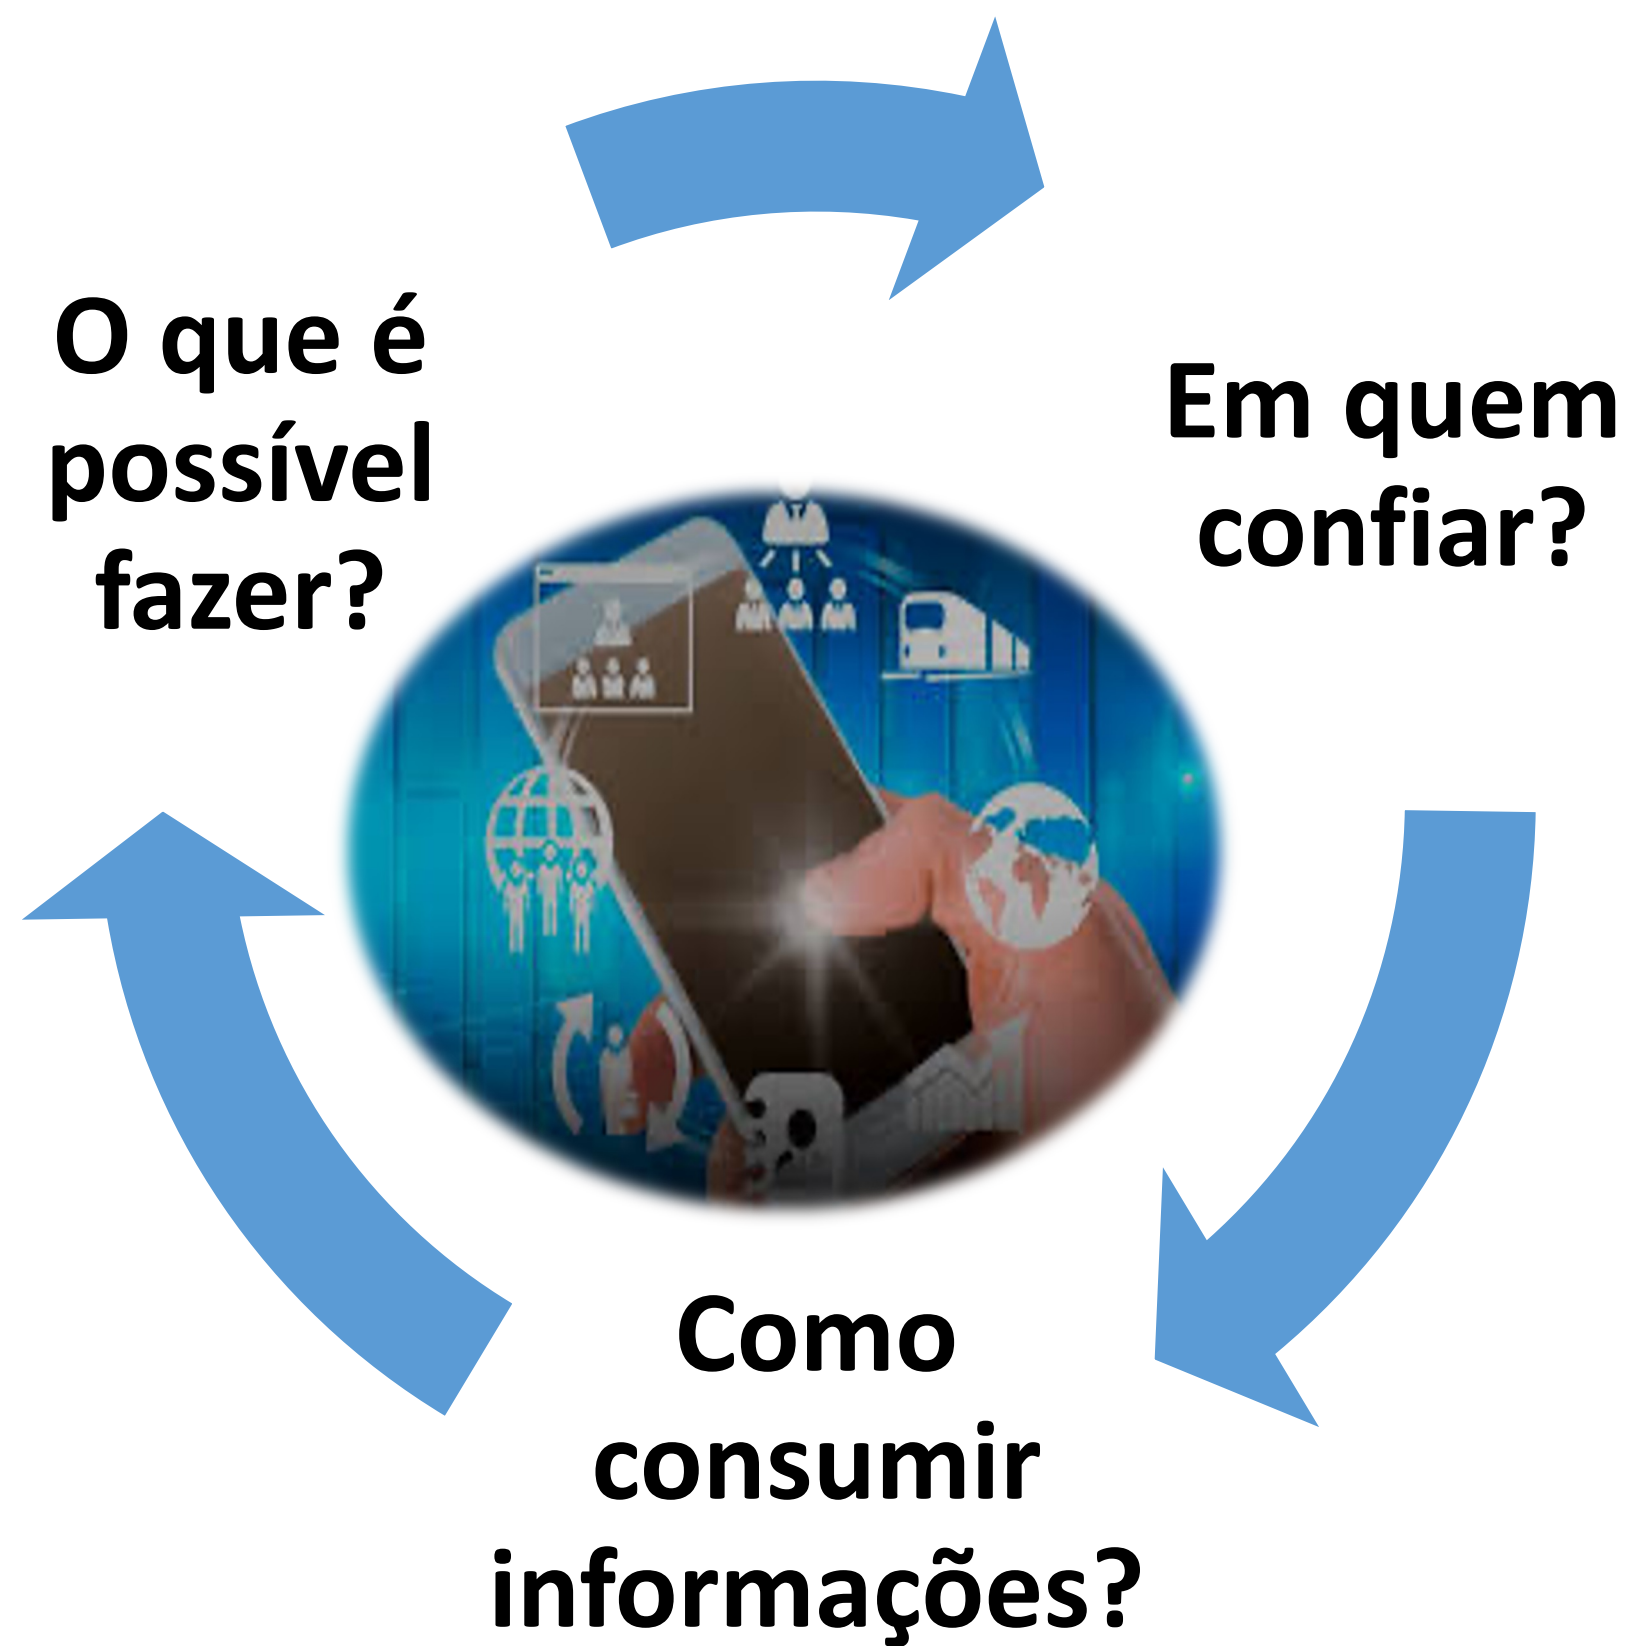 O que é
possível
fazer?
Em quem
confiar?
Como
consumir
informações?